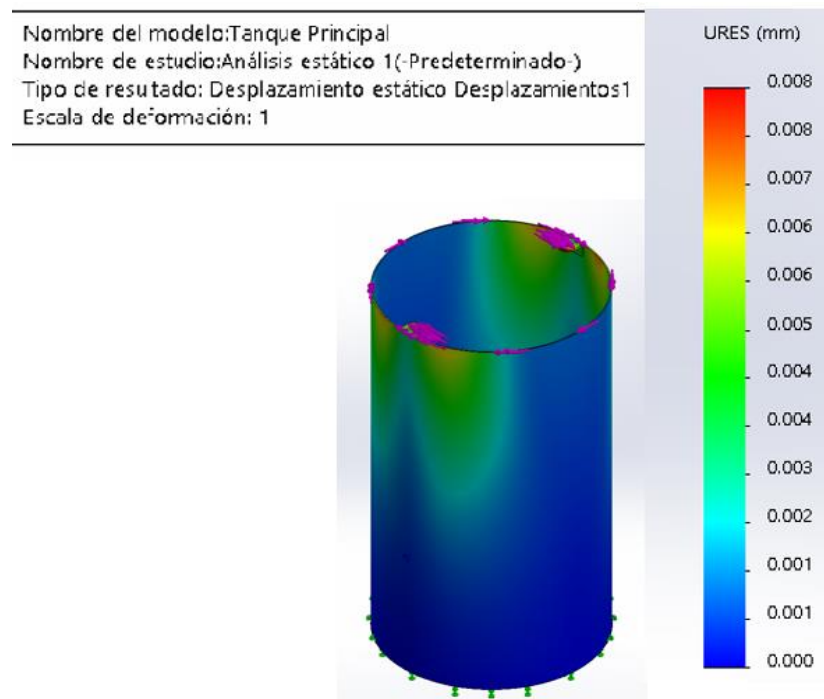 Nombre del modelo:Tanque Principal
Nombre de estudio:Análisis estático 1(-Predeterminado-)
Tipo de resultado: Desplazamiento estático Desplazamientos1
Escala de deformación: 1
URES (mm)
0.008
0.008
0.007
0.006
0.006
0.005
0.004
0.004
0.003
0.002
0.001
0.001
0.000